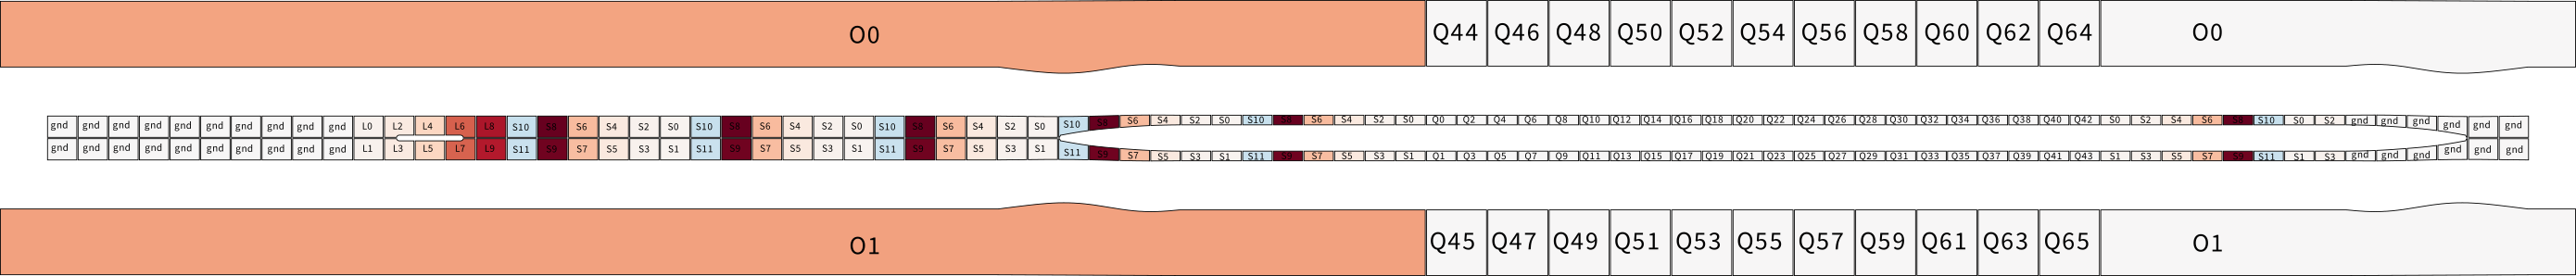 O0 Q44 Q46 Q48 Q50 Q52 Q54 Q56 Q58 Q60 Q62 Q64 O0
gnd gnd gnd gnd gnd gnd gnd gnd gnd gnd L0 L2 L4 L6 L8 S10 S8 S6 S4 S2 S0 S10 S8 S6 S4 S2 S0 S10 S8 S6 S4 S2 S0 S10 S8 S6 S4 S2 S0 S10 S8 S6 S4 S2 S0 Q0 Q2 Q4 Q6 Q8 Q10 Q12 Q14 Q16 Q18 Q20 Q22 Q24 Q26 Q28 Q30 Q32 Q34 Q36 Q38 Q40 Q42 S0 S2 S4 S6 S8 S10 S0 S2 gnd gnd gnd gnd gnd gnd
gnd gnd gnd gnd gnd gnd gnd gnd gnd gnd L1 L3 L5 L7 L9 S11 S9 S7 S5 S3 S1 S11 S9 S7 S5 S3 S1 S11 S9 S7 S5 S3 S1 S11 S9 S7 S5 S3 S1 S11 S9 S7 S5 S3 S1 Q1 Q3 Q5 Q7 Q9 Q11 Q13 Q15 Q17 Q19 Q21 Q23 Q25 Q27 Q29 Q31 Q33 Q35 Q37 Q39 Q41 Q43 S1 S3 S5 S7 S9 S11 S1 S3 gnd gnd gnd gnd gnd gnd
O1 Q45 Q47 Q49 Q51 Q53 Q55 Q57 Q59 Q61 Q63 Q65 O1